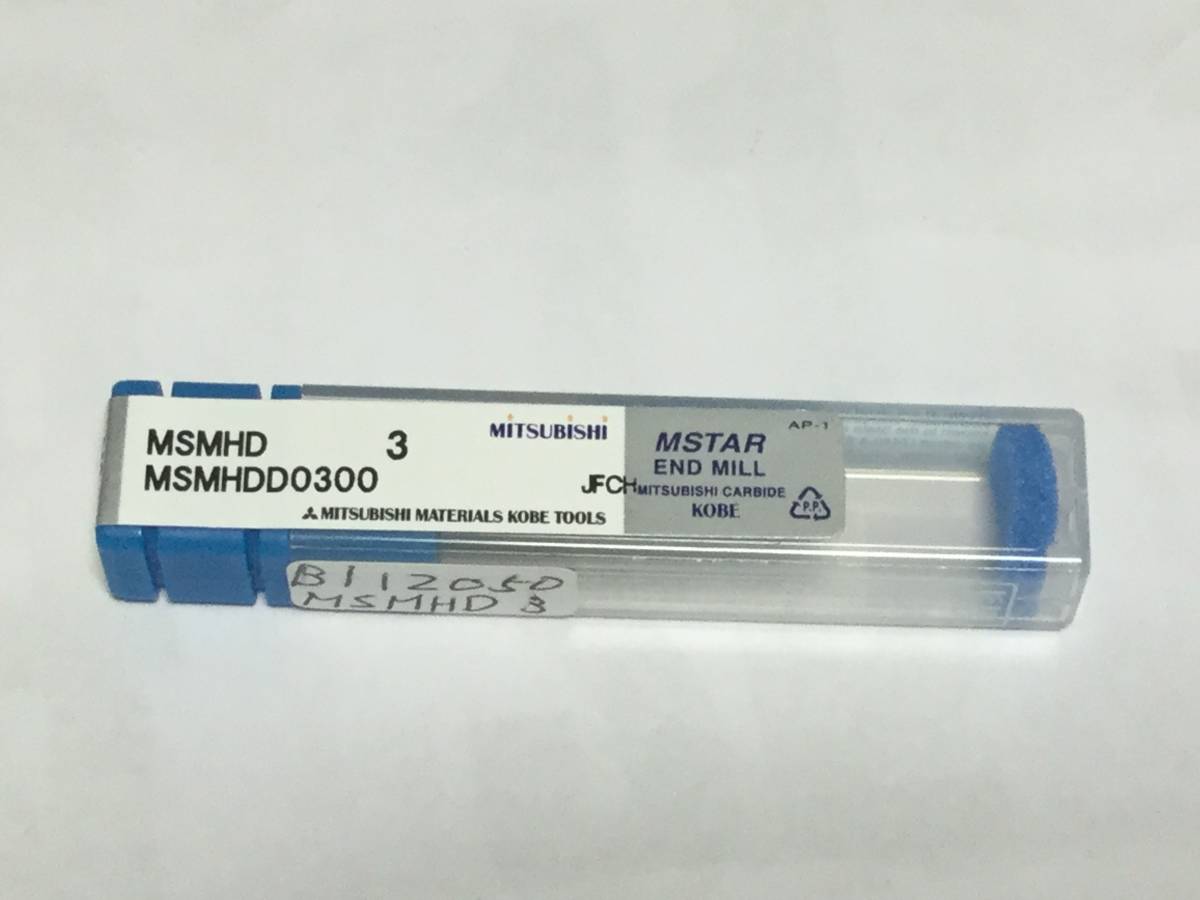 MSMHD 3
MSMHDD0300
MITSUBISHI
JFCH
MITSUBISHI MATERIALS KOBE TOOLS
AP-1
MSTAR
END MILL
MITSUBISHI CARBIDE
KOBE
P.P.
B112050
MSMHD 3